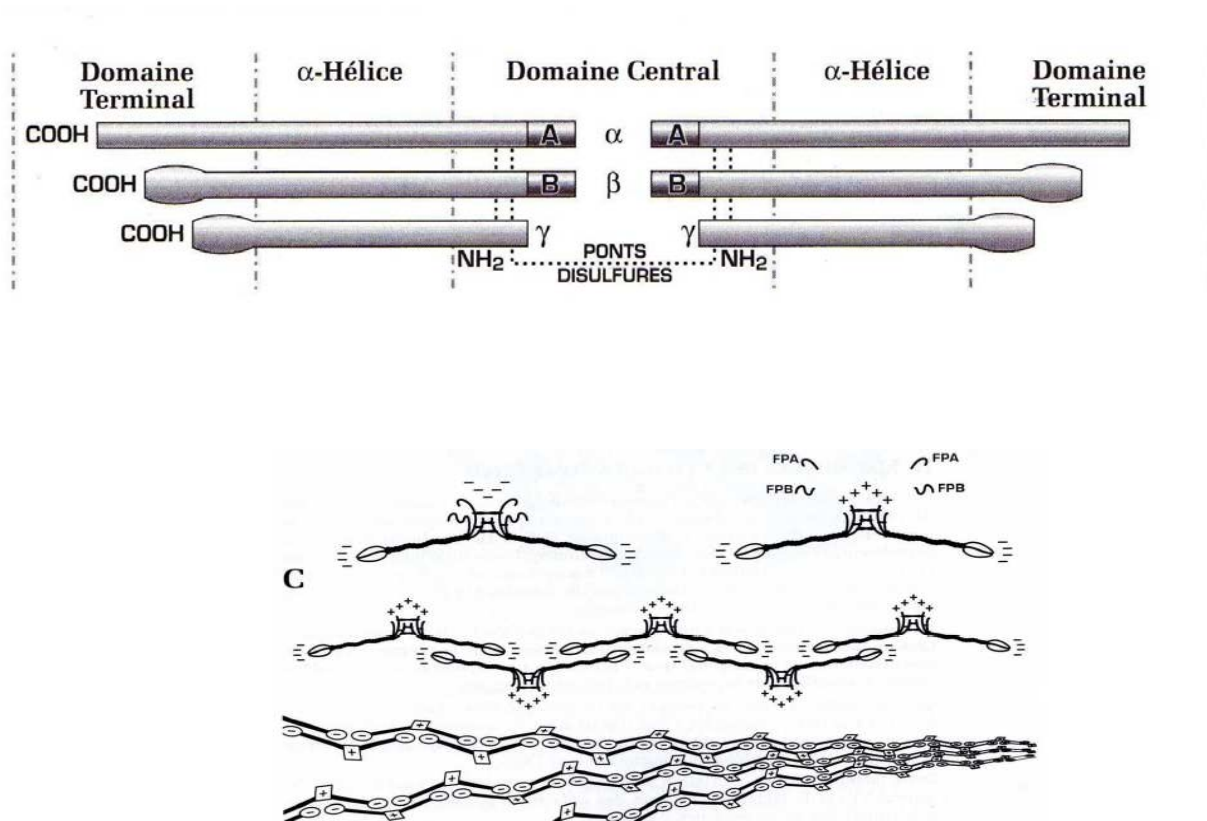 Domaine Terminal
α-Hélice
Domaine Central
α-Hélice
Domaine Terminal
COOH A α A
COOH B β B
COOH γ γ
NH2 PONTS DISULFURES NH2
FPA FPA
FPB FPB
C